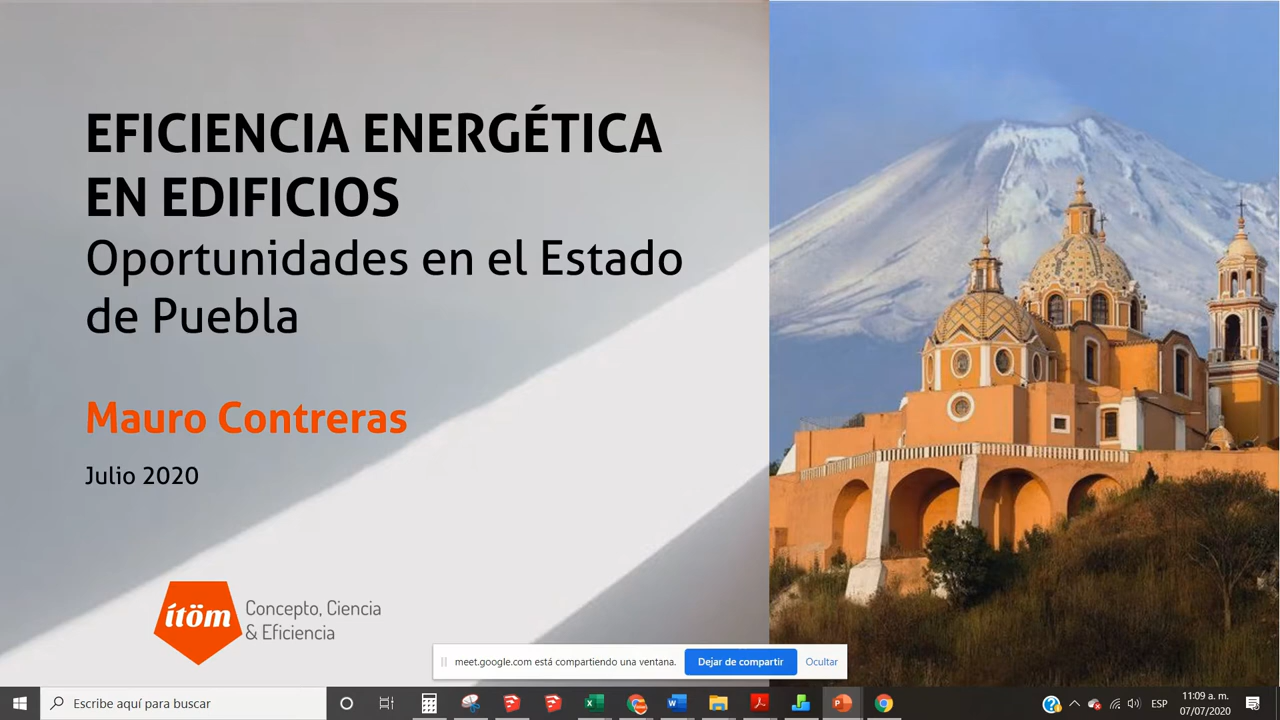 EFICIENCIA ENERGÉTICA
EN EDIFICIOS
Oportunidades en el Estado
de Puebla
Mauro Contreras
Julio 2020
ítöm
Concepto, Ciencia
& Eficiencia
meet.google.com está compartiendo una ventana.
Dejar de compartir
Ocultar
Escribe aquí para buscar
ESP
11:09 a. m.
07/07/2020